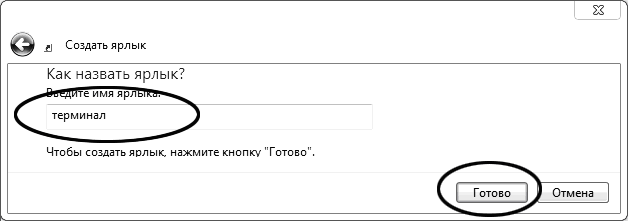 Создать ярлык
Как назвать ярлык?
Введите имя ярлыка:
терминал
Чтобы создать ярлык, нажмите кнопку "Готово".
Готово
Отмена